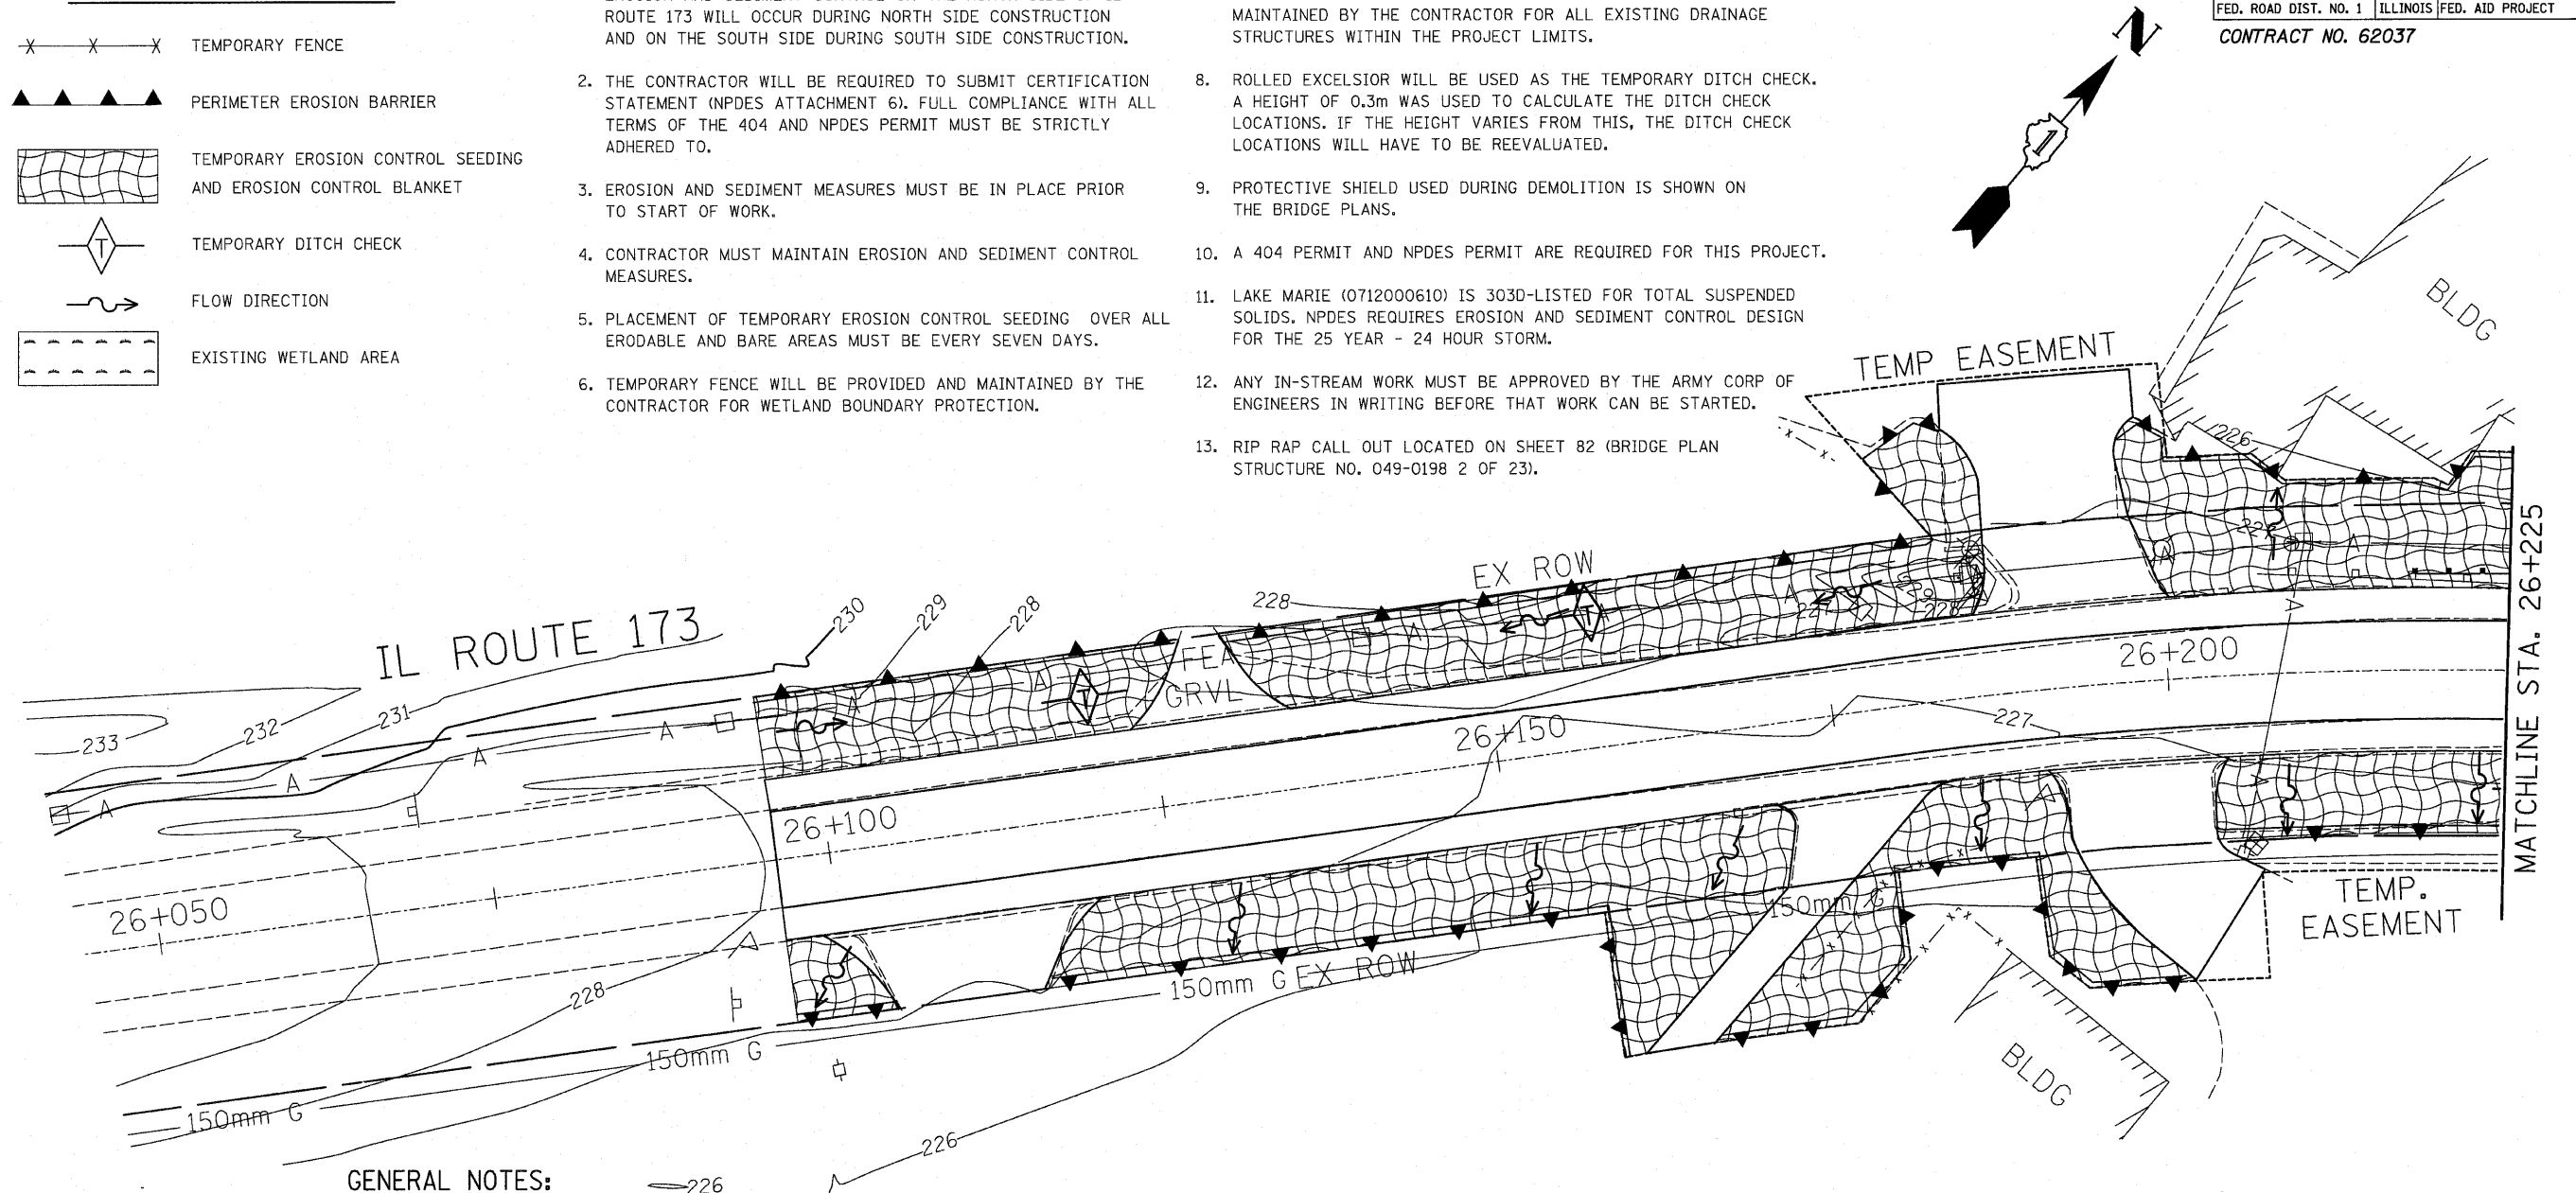 TEMPORARY FENCE
PERIMETER EROSION BARRIER
TEMPORARY EROSION CONTROL SEEDING
AND EROSION CONTROL BLANKET
T
TEMPORARY DITCH CHECK
FLOW DIRECTION
EXISTING WETLAND AREA
ROUTE 173 WILL OCCUR DURING NORTH SIDE CONSTRUCTION
AND ON THE SOUTH SIDE DURING SOUTH SIDE CONSTRUCTION.
2. THE CONTRACTOR WILL BE REQUIRED TO SUBMIT CERTIFICATION
STATEMENT (NPDES ATTACHMENT 6). FULL COMPLIANCE WITH ALL
TERMS OF THE 404 AND NPDES PERMIT MUST BE STRICTLY
ADHERED TO.
3. EROSION AND SEDIMENT MEASURES MUST BE IN PLACE PRIOR
TO START OF WORK.
4. CONTRACTOR MUST MAINTAIN EROSION AND SEDIMENT CONTROL
MEASURES.
5. PLACEMENT OF TEMPORARY EROSION CONTROL SEEDING OVER ALL
ERODABLE AND BARE AREAS MUST BE EVERY SEVEN DAYS.
6. TEMPORARY FENCE WILL BE PROVIDED AND MAINTAINED BY THE
CONTRACTOR FOR WETLAND BOUNDARY PROTECTION.
MAINTAINED BY THE CONTRACTOR FOR ALL EXISTING DRAINAGE
STRUCTURES WITHIN THE PROJECT LIMITS.
8. ROLLED EXCELSIOR WILL BE USED AS THE TEMPORARY DITCH CHECK.
A HEIGHT OF 0.3m WAS USED TO CALCULATE THE DITCH CHECK
LOCATIONS. IF THE HEIGHT VARIES FROM THIS, THE DITCH CHECK
LOCATIONS WILL HAVE TO BE REEVALUATED.
9. PROTECTIVE SHIELD USED DURING DEMOLITION IS SHOWN ON
THE BRIDGE PLANS.
10. A 404 PERMIT AND NPDES PERMIT ARE REQUIRED FOR THIS PROJECT.
11. LAKE MARIE (0712000610) IS 303D-LISTED FOR TOTAL SUSPENDED
SOLIDS. NPDES REQUIRES EROSION AND SEDIMENT CONTROL DESIGN
FOR THE 25 YEAR - 24 HOUR STORM.
12. ANY IN-STREAM WORK MUST BE APPROVED BY THE ARMY CORP OF
ENGINEERS IN WRITING BEFORE THAT WORK CAN BE STARTED.
13. RIP RAP CALL OUT LOCATED ON SHEET 82 (BRIDGE PLAN
STRUCTURE NO. 049-0198 2 OF 23).
FED. ROAD DIST. NO. 1 ILLINOIS FED. AID PROJECT
CONTRACT NO. 62037
N
BLDG
TEMP EASEMENT
226
EX ROW
228
T
228
IL ROUTE 173
230
229
228
T
GRVL
26+200
MATCHLINE STA. 26+225
233
232
231
A
A
A
A
26+150
227
26+100
26+050
TEMP.
EASEMENT
150mm G
150mm G EX ROW
228
150mm G
150mm G
BLDG
226
GENERAL NOTES:
226